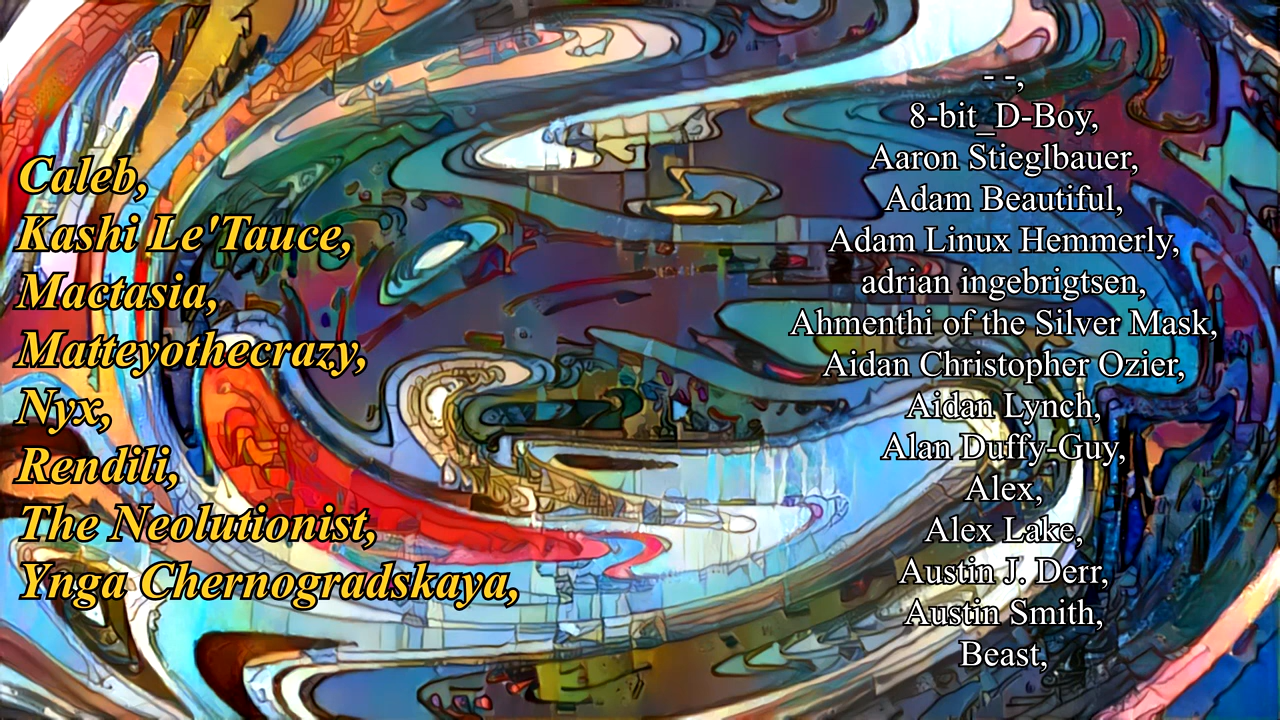 Caleb,
Kashi Le'Tauce,
Mactasia,
Matteyothecrazy,
Nyx,
Rendili,
The Neolutionist,
Ynga Chernogradskaya,
- -,
8-bit_D-Boy,
Aaron Stieglbauer,
Adam Beautiful,
Adam Linux Hemmerly,
adrian ingebrigtsen,
Ahmenthi of the Silver Mask,
Aidan Christopher Ozier,
Aidan Lynch,
Alan Duffy-Guy,
Alex,
Alex Lake,
Austin J. Derr,
Austin Smith,
Beast,